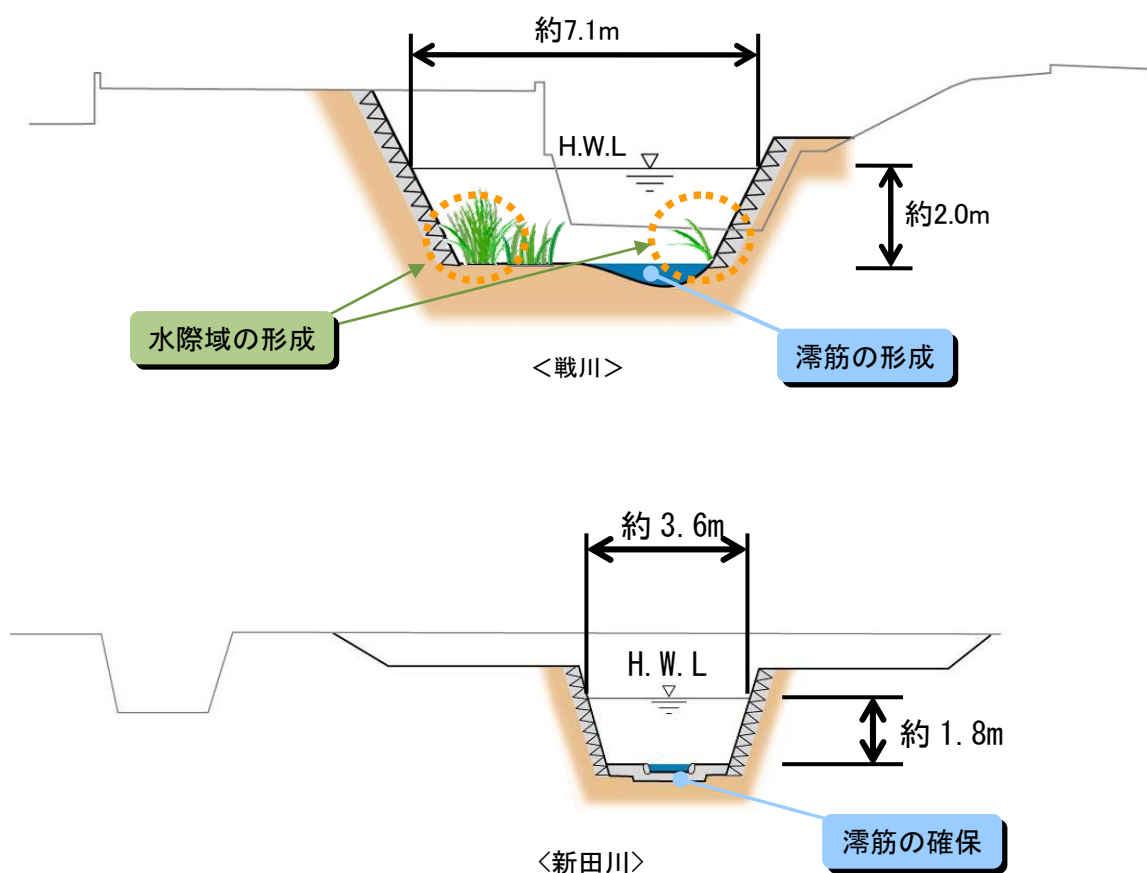 約7.1m
H.W.L
約2.0m
水際域の形成
澪筋の形成
＜戦川＞
約 3.6m
H.W.L
約 1.8m
澪筋の確保
＜新田川＞